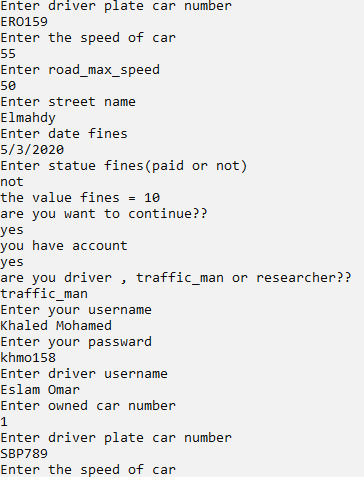 Enter driver plate car number
ERO159
Enter the speed of car
55
Enter road_max_speed
50
Enter street name
Elmahdy
Enter date fines
5/3/2020
Enter statue fines(paid or not)
not
the value fines = 10
are you want to continue??
yes
you have account
yes
are you driver , traffic_man or researcher??
traffic_man
Enter your username
Khaled Mohamed
Enter your passward
khmo158
Enter driver username
Eslam Omar
Enter owned car number
1
Enter driver plate car number
SBP789
Enter the speed of car